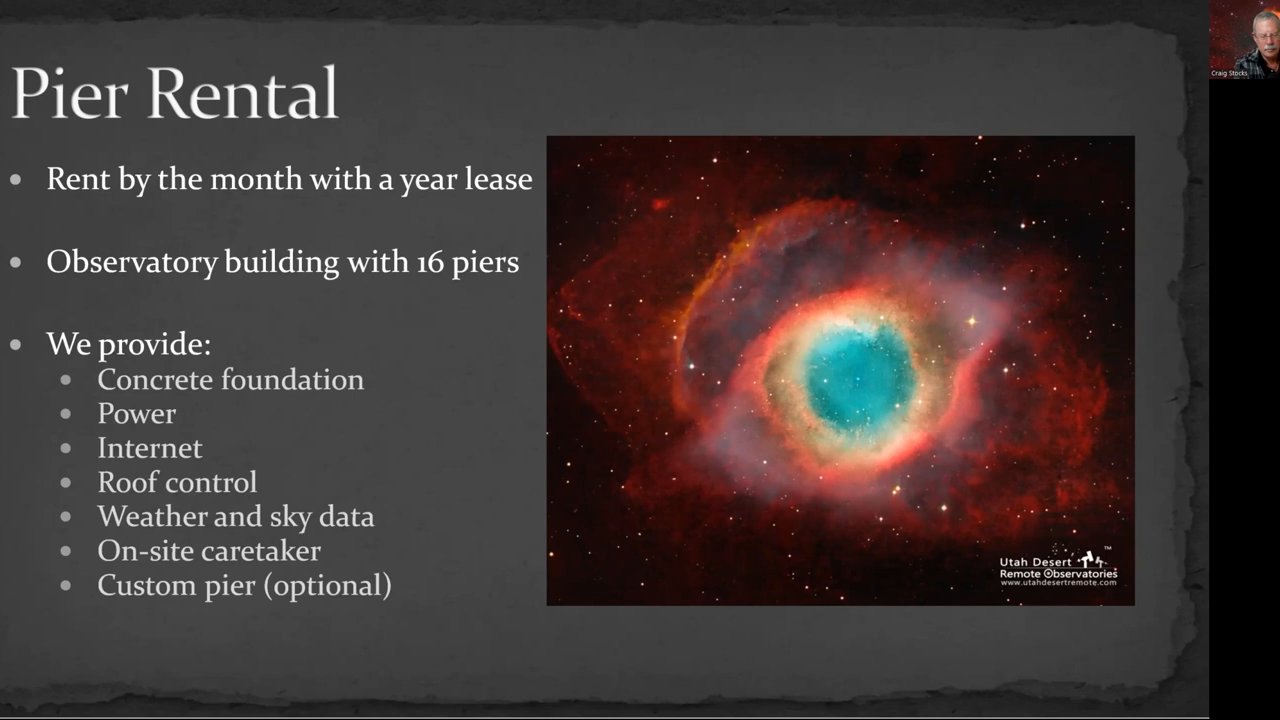 Pier Rental
Rent by the month with a year lease
Observatory building with 16 piers
We provide:
Concrete foundation
Power
Internet
Roof control
Weather and sky data
On-site caretaker
Custom pier (optional)
Utah Desert ™
Remote Observatories
www.utahdesertremote.com
Craig Stocks